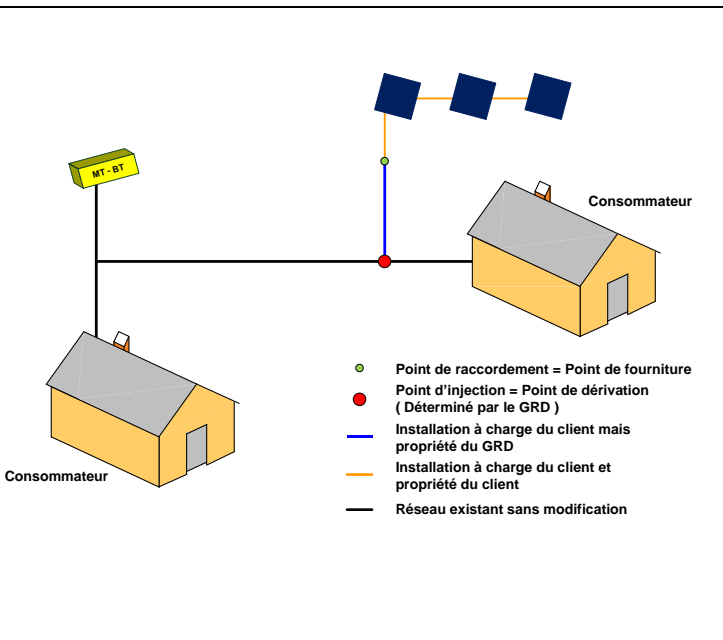 MT - BT
Consommateur
Point de raccordement = Point de fourniture
Point d'injection = Point de dérivation
( Déterminé par le GRD )
Installation à charge du client mais
propriété du GRD
Installation à charge du client et
propriété du client
Réseau existant sans modification
Consommateur